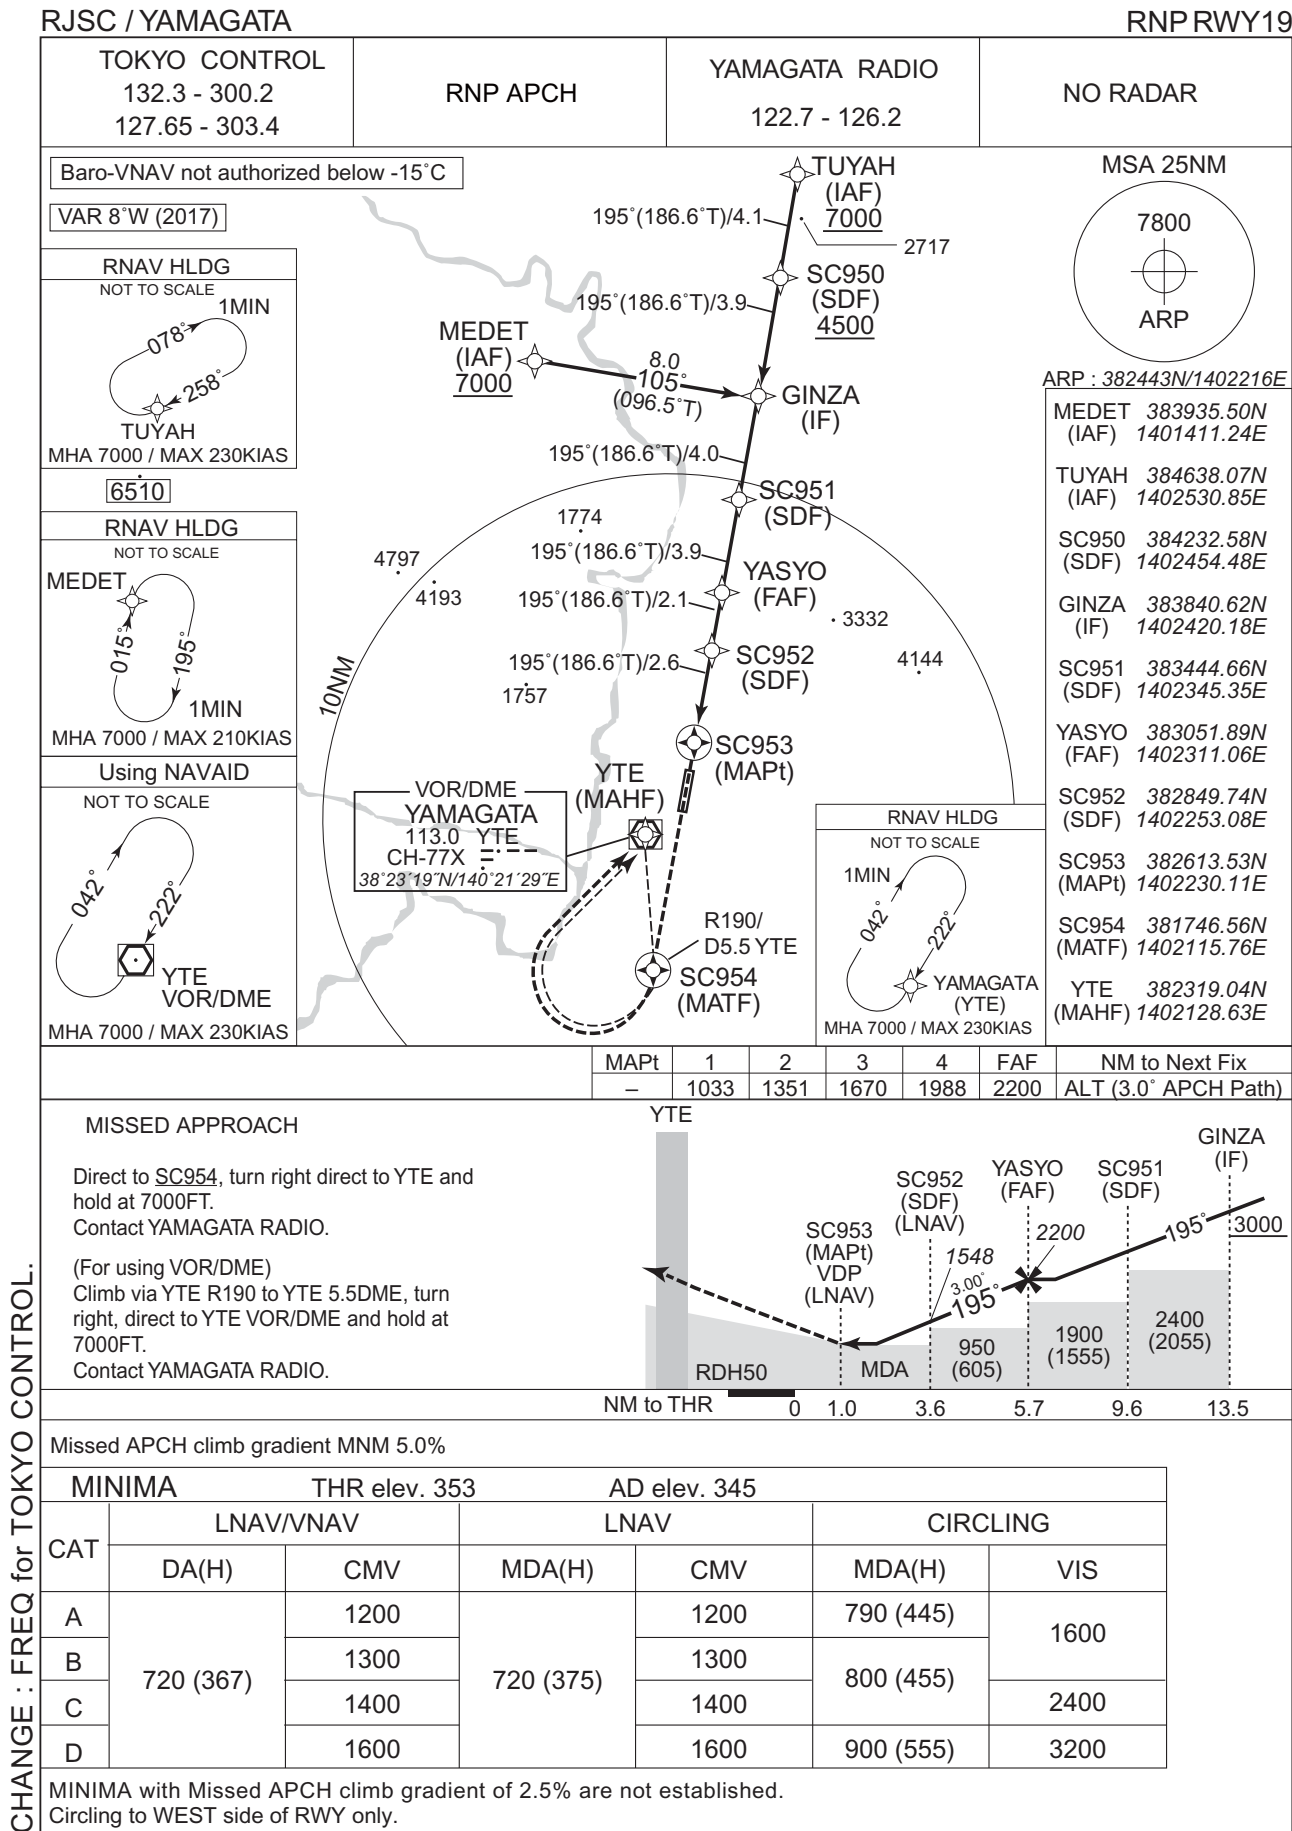 RJSC / YAMAGATA
RNP RWY19
TOKYO CONTROL
132.3 - 300.2
127.65 - 303.4
RNP APCH
YAMAGATA RADIO
122.7 - 126.2
NO RADAR
Baro-VNAV not authorized below -15˚C
VAR 8˚W (2017)
RNAV HLDG
NOT TO SCALE
1MIN
078˚
258˚
TUYAH
MHA 7000 / MAX 230KIAS
6510
RNAV HLDG
NOT TO SCALE
MEDET
015˚
195˚
1MIN
MHA 7000 / MAX 210KIAS
Using NAVAID
NOT TO SCALE
042˚
222˚
YTE
VOR/DME
MHA 7000 / MAX 230KIAS
TUYAH
(IAF)
7000
195˚(186.6˚T)/4.1
2717
SC950
(SDF)
4500
195˚(186.6˚T)/3.9
MEDET
(IAF)
7000
8.0
105˚
(096.5˚T)
GINZA
(IF)
195˚(186.6˚T)/4.0
SC951
(SDF)
1774
195˚(186.6˚T)/3.9
4797
4193
YASYO
(FAF)
195˚(186.6˚T)/2.1
3332
SC952
(SDF)
195˚(186.6˚T)/2.6
4144
1757
10NM
SC953
(MAPt)
YTE
(MAHF)
VOR/DME
YAMAGATA
113.0 YTE
CH-77X
38˚23´19˝N/140˚21´29˝E
R190/
D5.5 YTE
SC954
(MATF)
RNAV HLDG
NOT TO SCALE
1MIN
042˚
222˚
YAMAGATA
(YTE)
MHA 7000 / MAX 230KIAS
MSA 25NM
7800
ARP
ARP : 382443N/1402216E
MEDET 383935.50N
(IAF) 1401411.24E
TUYAH 384638.07N
(IAF) 1402530.85E
SC950 384232.58N
(SDF) 1402454.48E
GINZA 383840.62N
(IF) 1402420.18E
SC951 383444.66N
(SDF) 1402345.35E
YASYO 383051.89N
(FAF) 1402311.06E
SC952 382849.74N
(SDF) 1402253.08E
SC953 382613.53N
(MAPt) 1402230.11E
SC954 381746.56N
(MATF) 1402115.76E
YTE 382319.04N
(MAHF) 1402128.63E
MAPt 1 2 3 4 FAF NM to Next Fix
– 1033 1351 1670 1988 2200 ALT (3.0˚ APCH Path)
MISSED APPROACH
Direct to SC954, turn right direct to YTE and
hold at 7000FT.
Contact YAMAGATA RADIO.
(For using VOR/DME)
Climb via YTE R190 to YTE 5.5DME, turn
right, direct to YTE VOR/DME and hold at
7000FT.
Contact YAMAGATA RADIO.
YTE
GINZA
(IF)
SC951
(SDF)
YASYO
(FAF)
SC952
(SDF)
(LNAV)
SC953
(MAPt)
VDP
(LNAV)
195˚
3000
2200
1548
3.00˚
195˚
2400
(2055)
1900
(1555)
950
(605)
MDA
RDH50
NM to THR 0 1.0 3.6 5.7 9.6 13.5
Missed APCH climb gradient MNM 5.0%
MINIMA THR elev. 353 AD elev. 345
CAT LNAV/VNAV LNAV CIRCLING
DA(H) CMV MDA(H) CMV MDA(H) VIS
A 720 (367) 1200 720 (375) 1200 790 (445) 1600
B 1300 1300 800 (455)
C 1400 1400 2400
D 1600 1600 900 (555) 3200
MINIMA with Missed APCH climb gradient of 2.5% are not established.
Circling to WEST side of RWY only.
CHANGE : FREQ for TOKYO CONTROL.